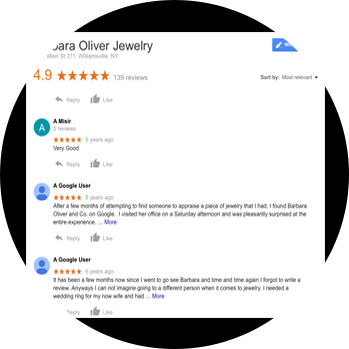 bara Oliver Jewelry
Main St 311, Williamsville, NY
4.9 139 reviews
Sort by: Most relevant
Reply Like
A Misir
3 reviews
5 years ago
Very Good
Reply Like
A Google User
8 years ago
After a few months of attempting to find someone to appraise a piece of jewelry that I had, I found Barbara
Oliver and Co. on Google. I visited her office on a Saturday afternoon and was pleasantly surprised at the
entire experience. ... More
Reply Like
A Google User
6 years ago
It has been a few months now since I went to go see Barbara and time and time again I forgot to write a
review. Anyways I can not imagine going to a different person when it comes to jewelry. I needed a
wedding ring for my now wife and had ... More
Reply Like